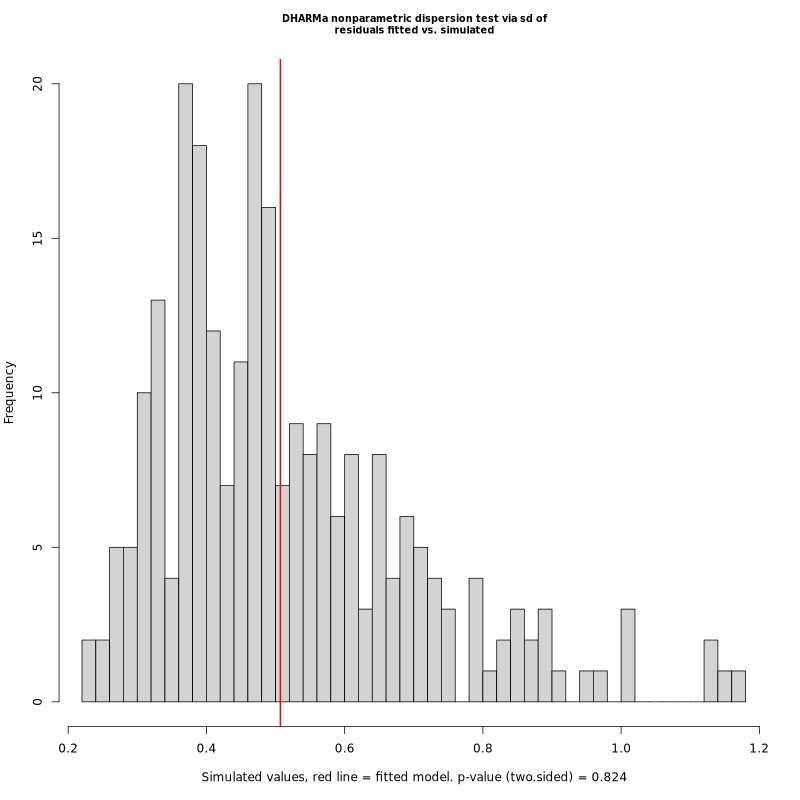 DHARMa nonparametric dispersion test via sd of
residuals fitted vs. simulated
20
15
10
5
0
Frequency
0.2 0.4 0.6 0.8 1.0 1.2
Simulated values, red line = fitted model. p-value (two.sided) = 0.824